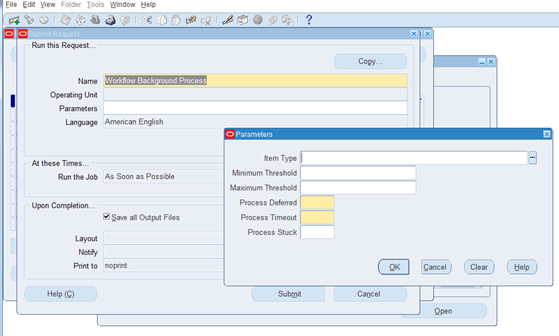 File Edit View Folder Tools Window Help
Submit Request
Run this Request...
Copy...
Name Workflow Background Process
Operating Unit
Parameters
Language American English
Parameters
Item Type
Minimum Threshold
Maximum Threshold
Process Deferred
Process Timeout
Process Stuck
OK Cancel Clear Help
At these Times...
Run the Job As Soon as Possible
Upon Completion...
Save all Output Files
Layout
Notify
Print to noprint
Help (C) Submit Cancel
Open